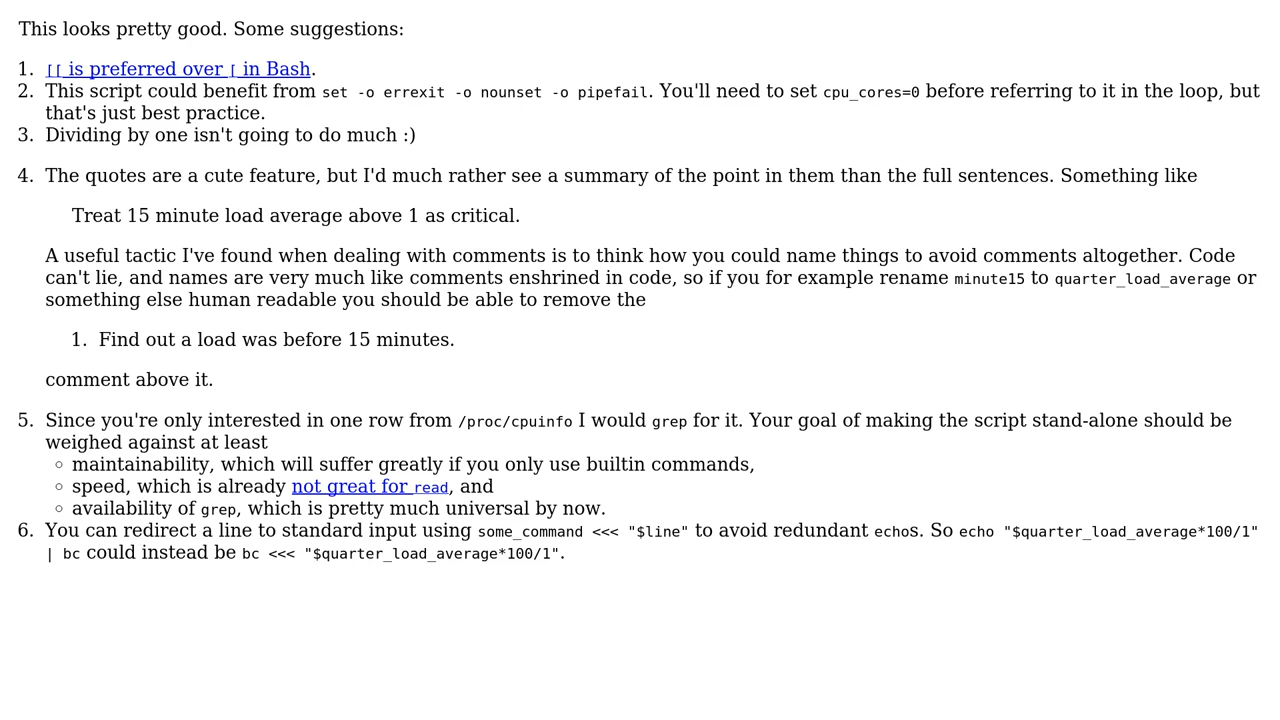 This looks pretty good. Some suggestions:
1. [[ is preferred over [ in Bash.
2. This script could benefit from set -o errexit -o nounset -o pipefail. You'll need to set cpu_cores=0 before referring to it in the loop, but
that's just best practice.
3. Dividing by one isn't going to do much :)
4. The quotes are a cute feature, but I'd much rather see a summary of the point in them than the full sentences. Something like
Treat 15 minute load average above 1 as critical.
A useful tactic I've found when dealing with comments is to think how you could name things to avoid comments altogether. Code
can't lie, and names are very much like comments enshrined in code, so if you for example rename minute15 to quarter_load_average or
something else human readable you should be able to remove the
1. Find out a load was before 15 minutes.
comment above it.
5. Since you're only interested in one row from /proc/cpuinfo I would grep for it. Your goal of making the script stand-alone should be
weighed against at least
◦ maintainability, which will suffer greatly if you only use builtin commands,
◦ speed, which is already not great for read, and
◦ availability of grep, which is pretty much universal by now.
6. You can redirect a line to standard input using some_command <<< "$line" to avoid redundant echos. So echo "$quarter_load_average*100/1"
| bc could instead be bc <<< "$quarter_load_average*100/1".